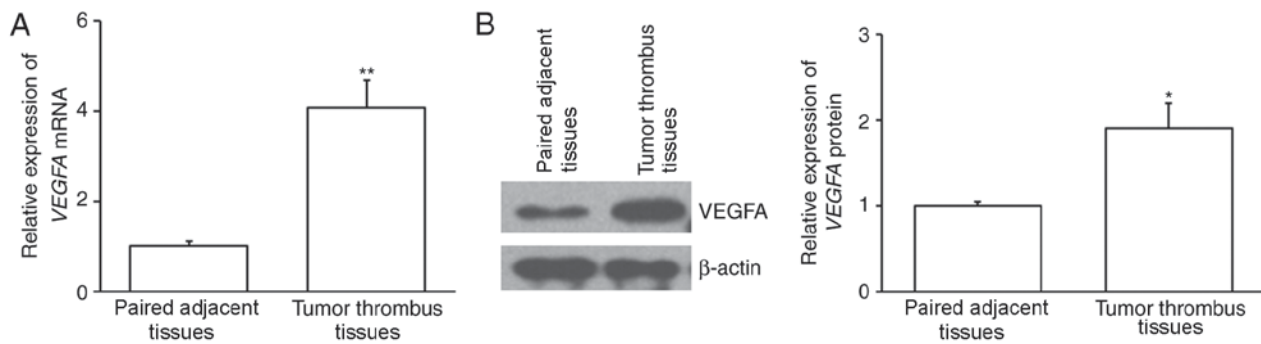 A
Relative expression of
VEGFA mRNA
6
4
2
0
**
Paired adjacent
tissues
Tumor thrombus
tissues
B
Paired adjacent
tissues
Tumor thrombus
tissues
VEGFA
β-actin
Relative expression of
VEGFA protein
3
2
1
0
*
Paired adjacent
tissues
Tumor thrombus
tissues